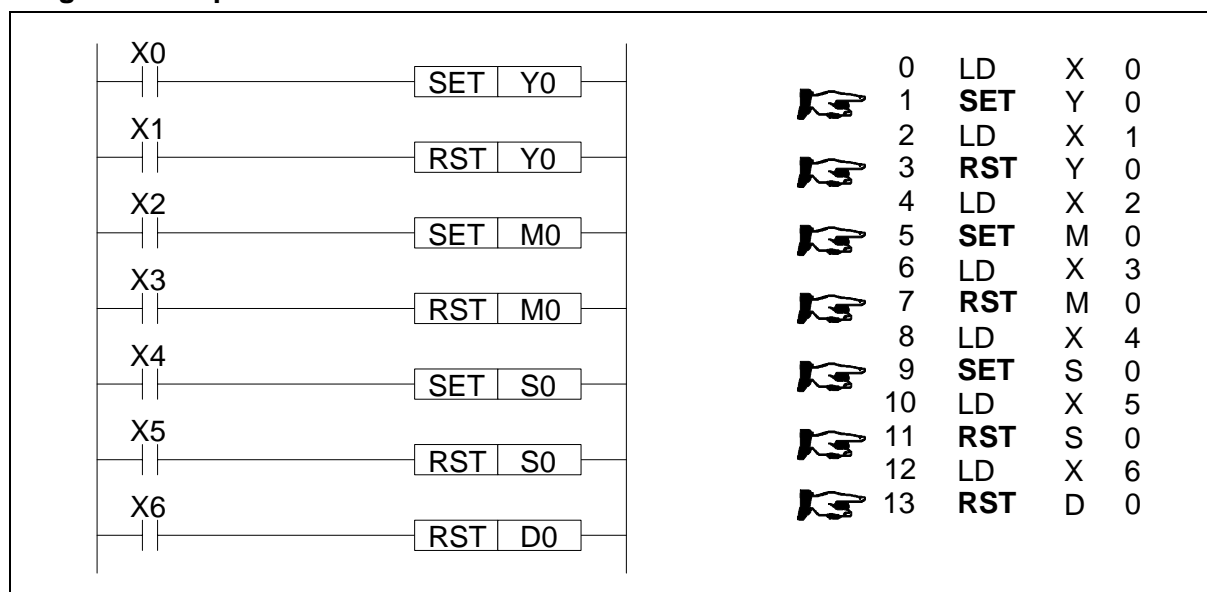 X0
SET Y0
X1
RST Y0
X2
SET M0
X3
RST M0
X4
SET S0
X5
RST S0
X6
RST D0
0 LD X 0
1 SET Y 0
2 LD X 1
3 RST Y 0
4 LD X 2
5 SET M 0
6 LD X 3
7 RST M 0
8 LD X 4
9 SET S 0
10 LD X 5
11 RST S 0
12 LD X 6
13 RST D 0